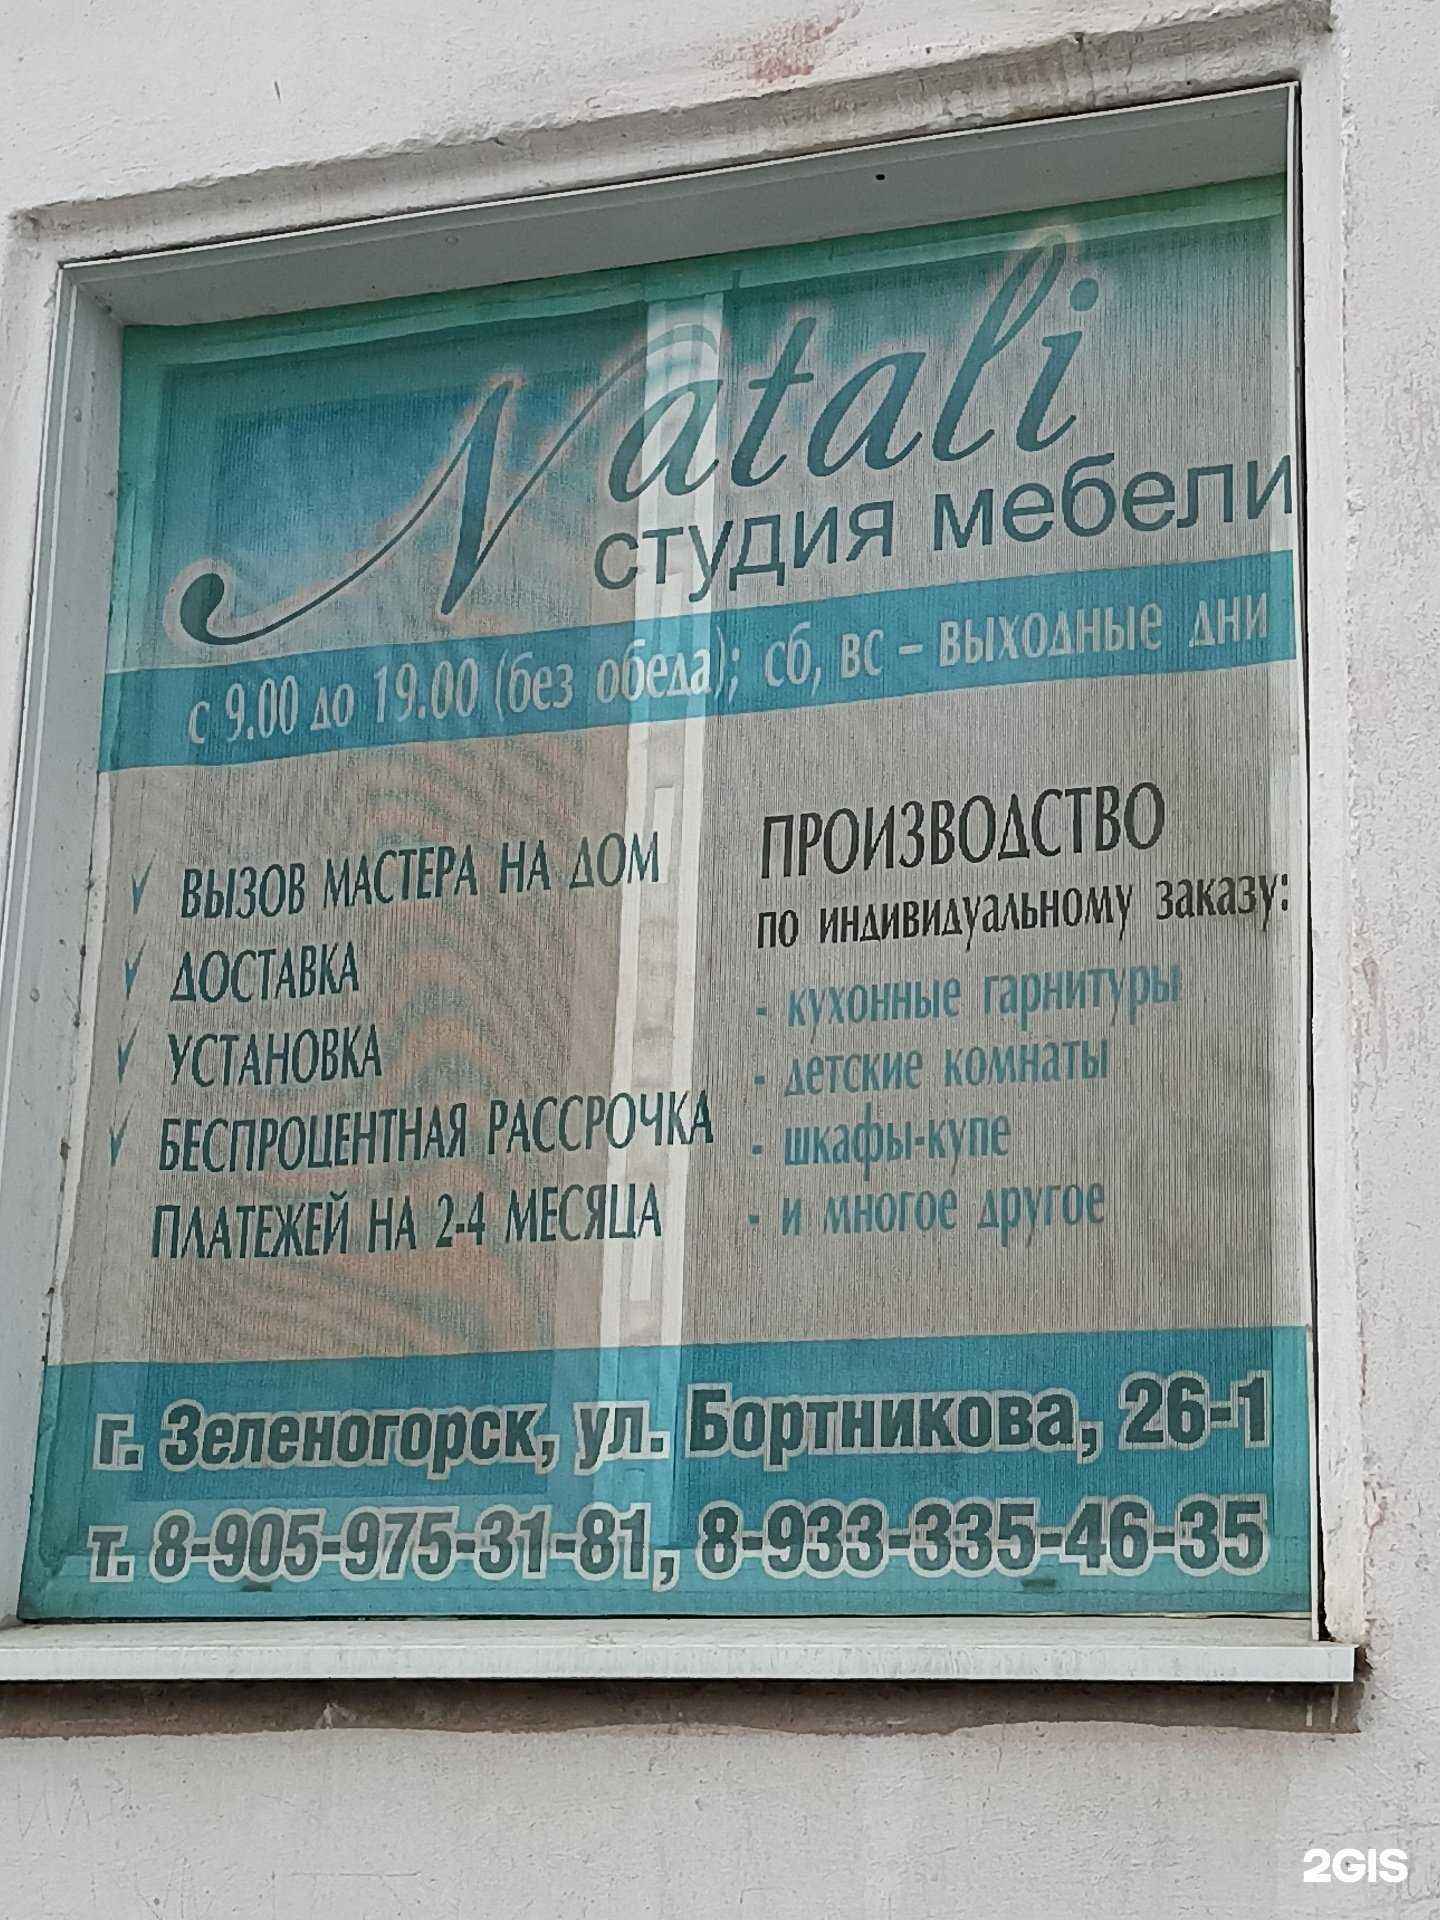 Natali
студия мебели
с 9.00 до 19.00 (без обеда); сб, вс – выходные дни
✓ ВЫЗОВ МАСТЕРА НА ДОМ
✓ ДОСТАВКА
✓ УСТАНОВКА
✓ БЕСПРОЦЕНТНАЯ РАССРОЧКА
ПЛАТЕЖЕЙ НА 2-4 МЕСЯЦА
ПРОИЗВОДСТВО
по индивидуальному заказу:
- кухонные гарнитуры
- детские комнаты
- шкафы-купе
- и многое другое
г. Зеленогорск, ул. Бортникова, 26-1
т. 8-905-975-31-81, 8-933-335-46-35
2GIS